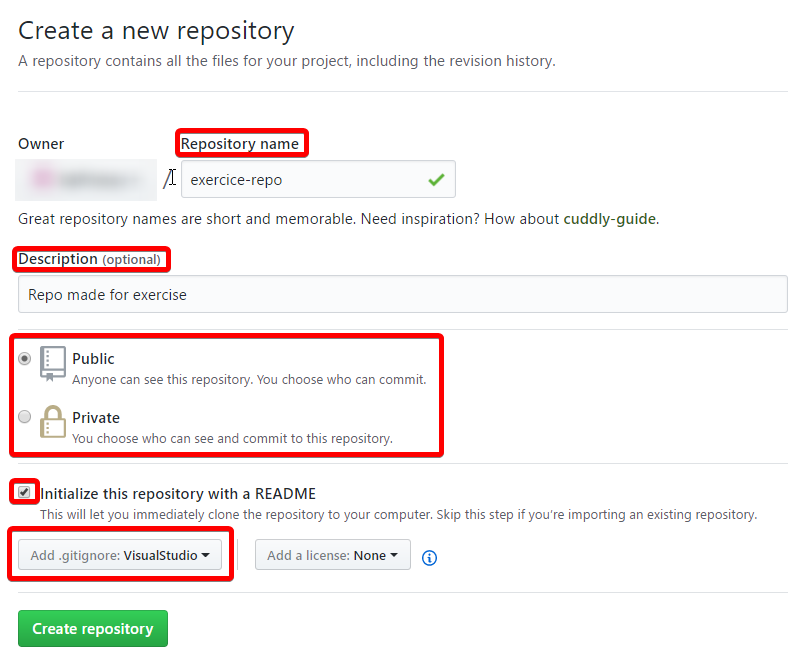 Create a new repository
A repository contains all the files for your project, including the revision history.
Owner
Repository name
/
exercice-repo
Great repository names are short and memorable. Need inspiration? How about cuddly-guide.
Description (optional)
Repo made for exercise
Public
Anyone can see this repository. You choose who can commit.
Private
You choose who can see and commit to this repository.
Initialize this repository with a README
This will let you immediately clone the repository to your computer. Skip this step if you're importing an existing repository.
Add .gitignore: VisualStudio
Add a license: None
Create repository